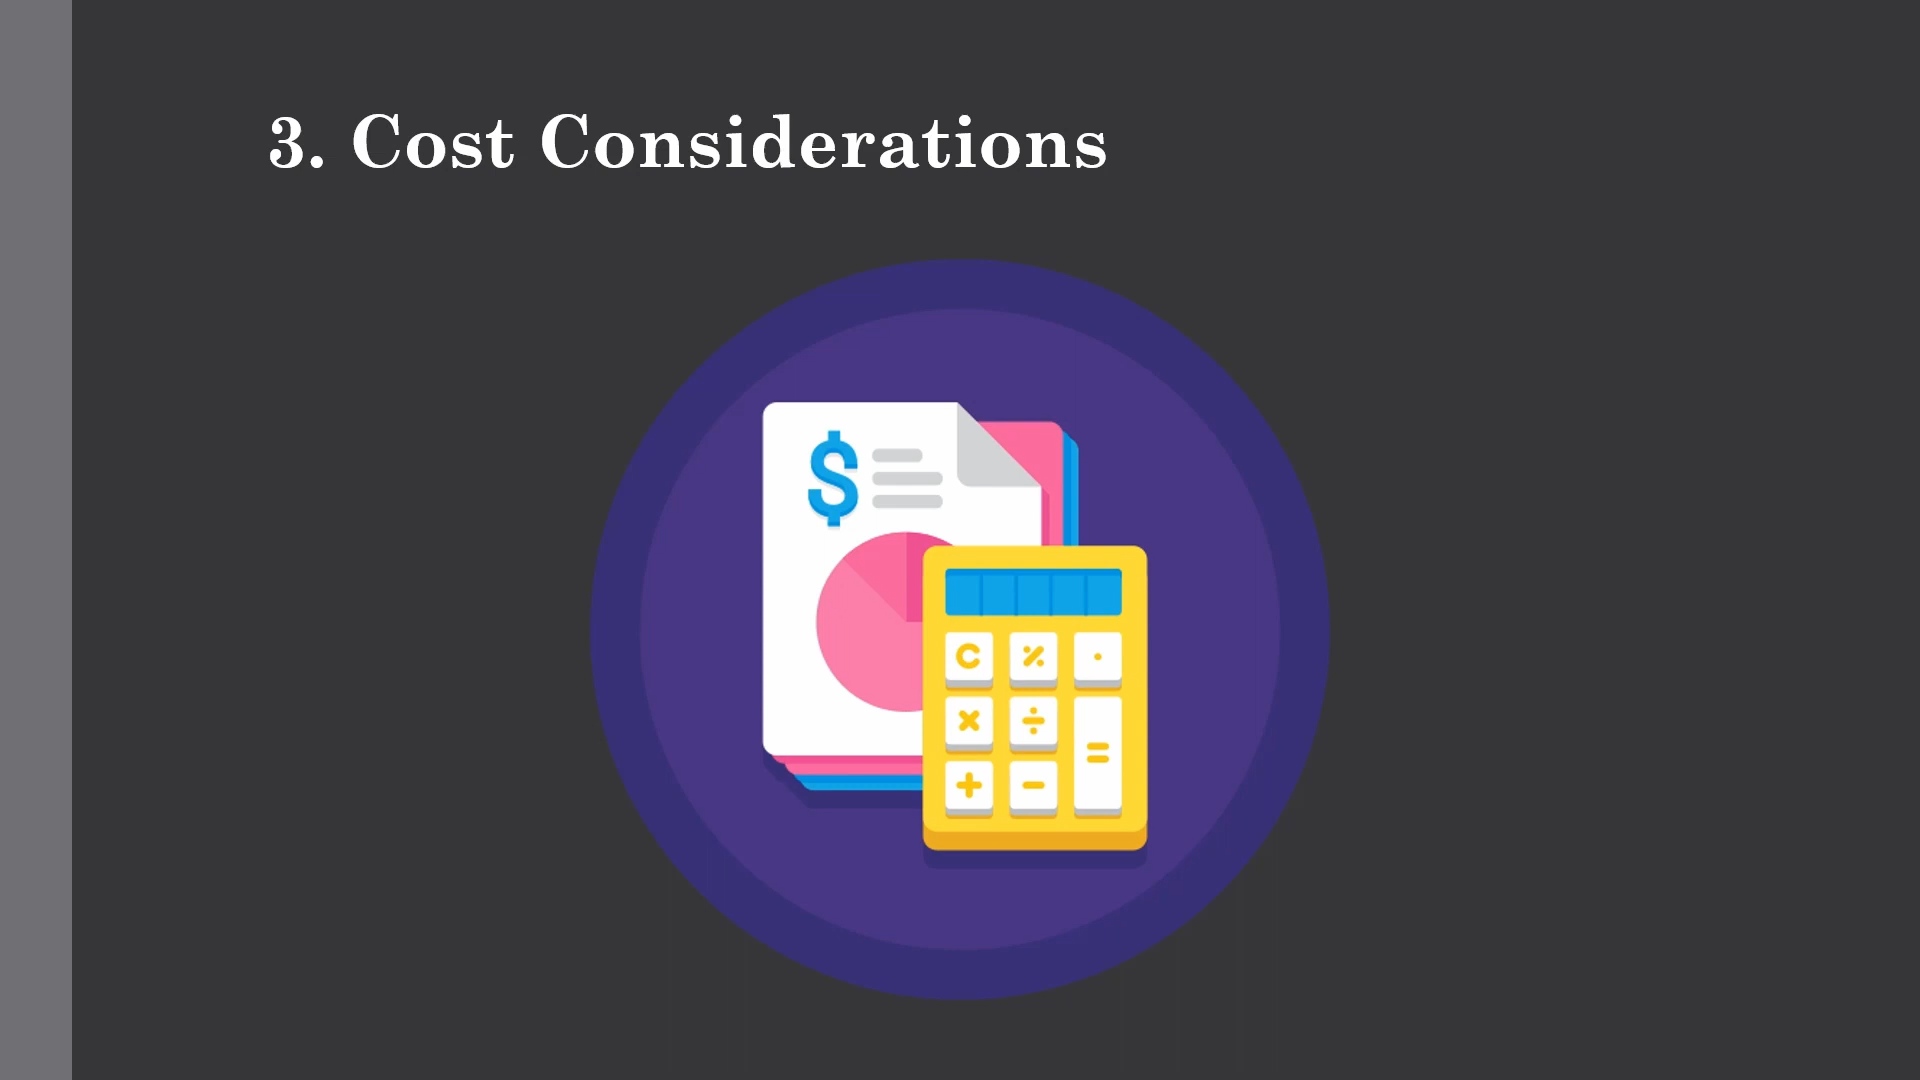 3. Cost Considerations
$
C % ·
× ÷
=
+ -